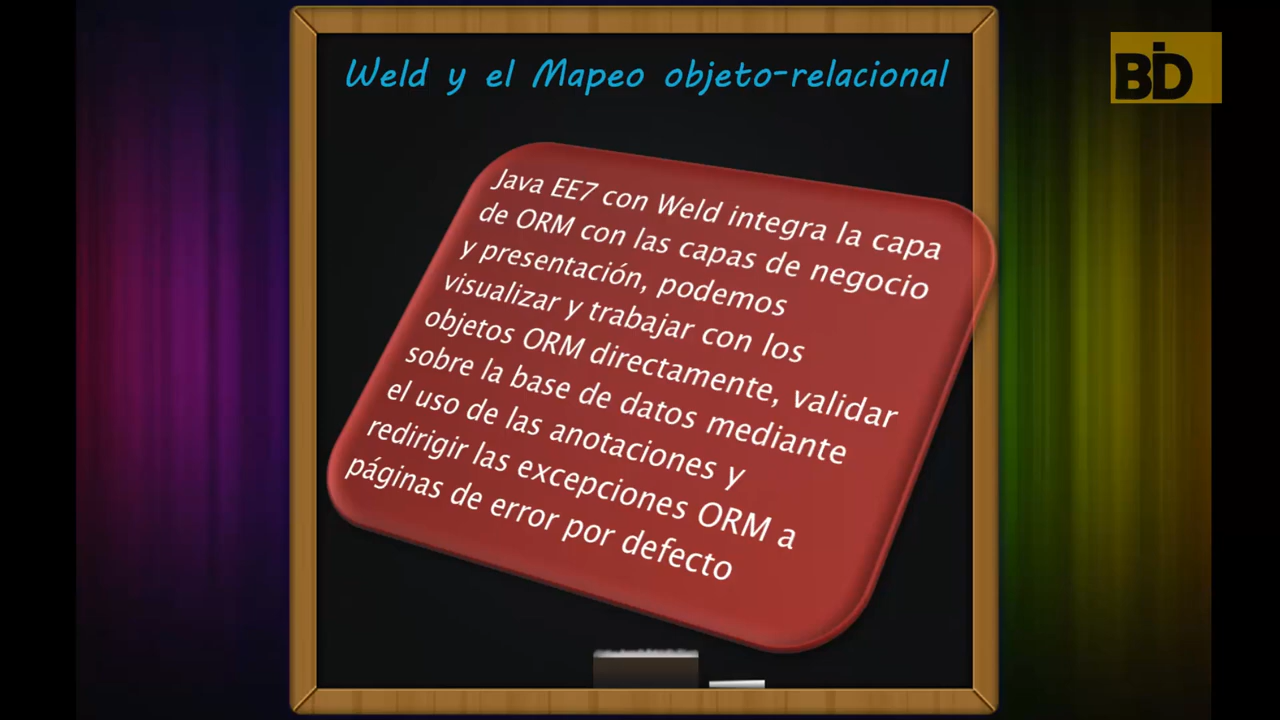 Weld y el Mapeo objeto-relacional
BID
Java EE7 con Weld integra la capa
de ORM con las capas de negocio
y presentación, podemos
visualizar y trabajar con los
objetos ORM directamente, validar
sobre la base de datos mediante
el uso de las anotaciones y
redirigir las excepciones ORM a
páginas de error por defecto